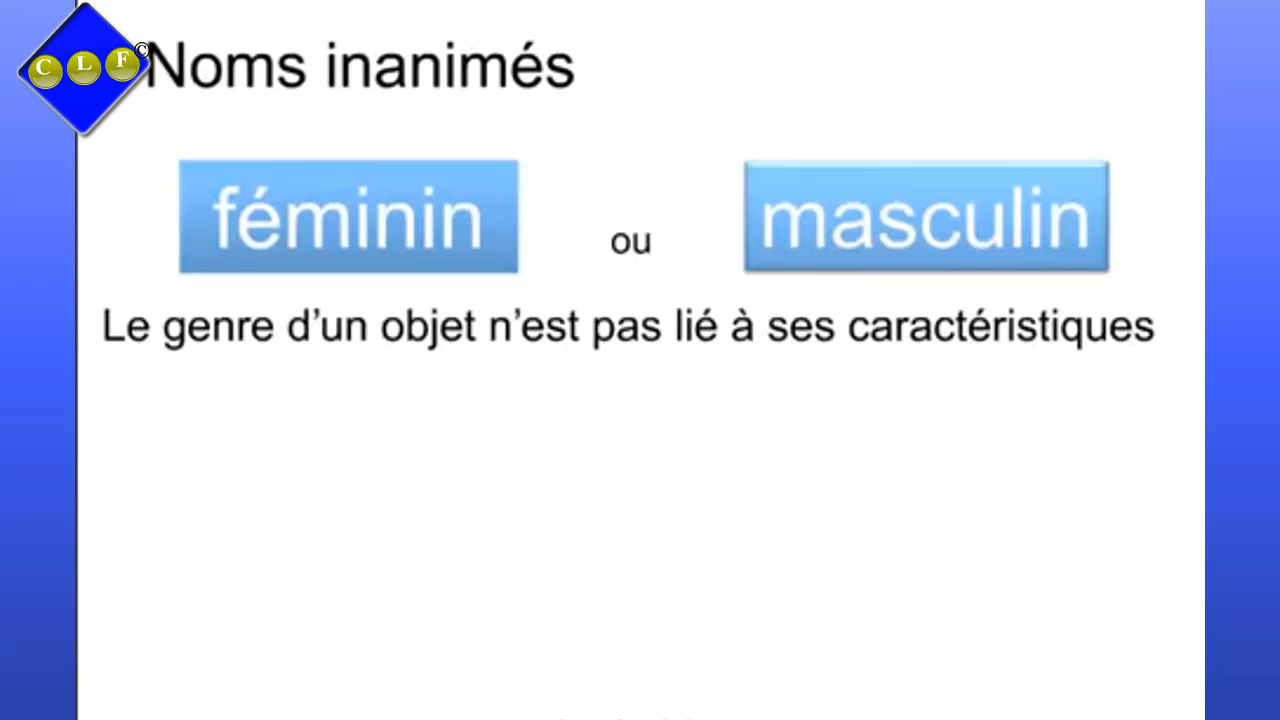 C L F ©
Noms inanimés
féminin ou masculin
Le genre d’un objet n’est pas lié à ses caractéristiques